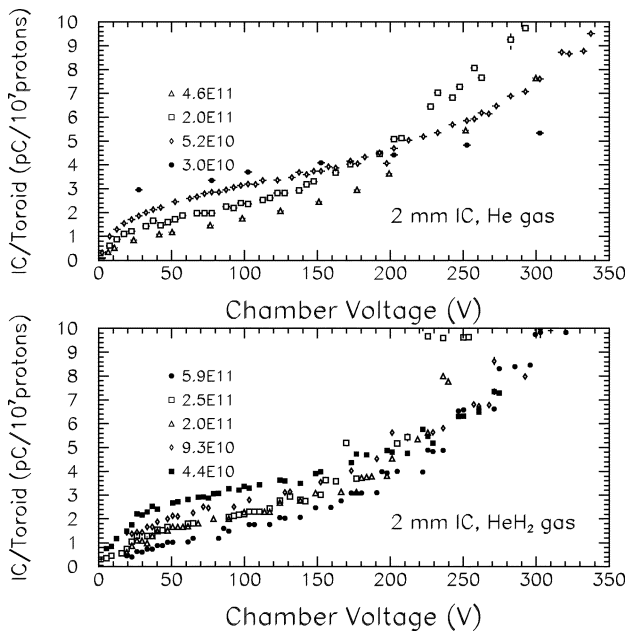 IC/Toroid (pC/10⁷protons)
10
9
8
7
6
5
4
3
2
1
0
4.6E11
2.0E11
5.2E10
3.0E10
2 mm IC, He gas
0 50 100 150 200 250 300 350
Chamber Voltage (V)
IC/Toroid (pC/10⁷protons)
10
9
8
7
6
5
4
3
2
1
0
5.9E11
2.5E11
2.0E11
9.3E10
4.4E10
2 mm IC, HeH₂ gas
0 50 100 150 200 250 300 350
Chamber Voltage (V)